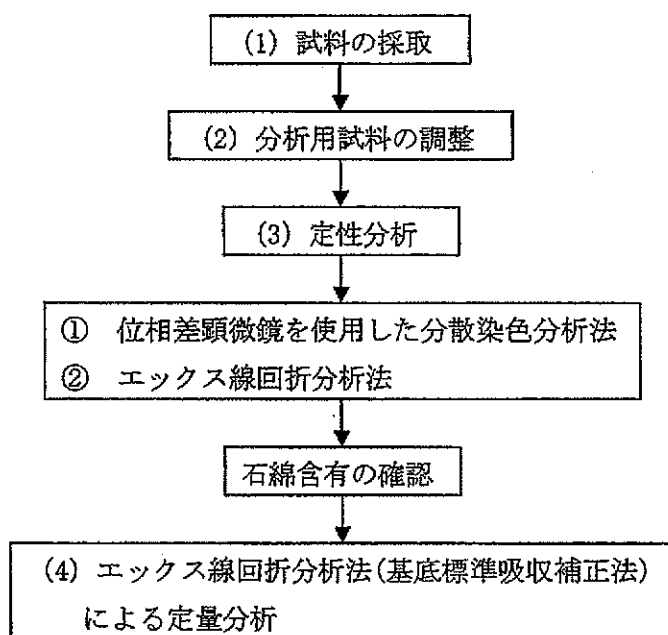 (1) 試料の採取
(2) 分析用試料の調整
(3) 定性分析
① 位相差顕微鏡を使用した分散染色分析法
② エックス線回折分析法
石綿含有の確認
(4) エックス線回折分析法(基底標準吸収補正法)
による定量分析